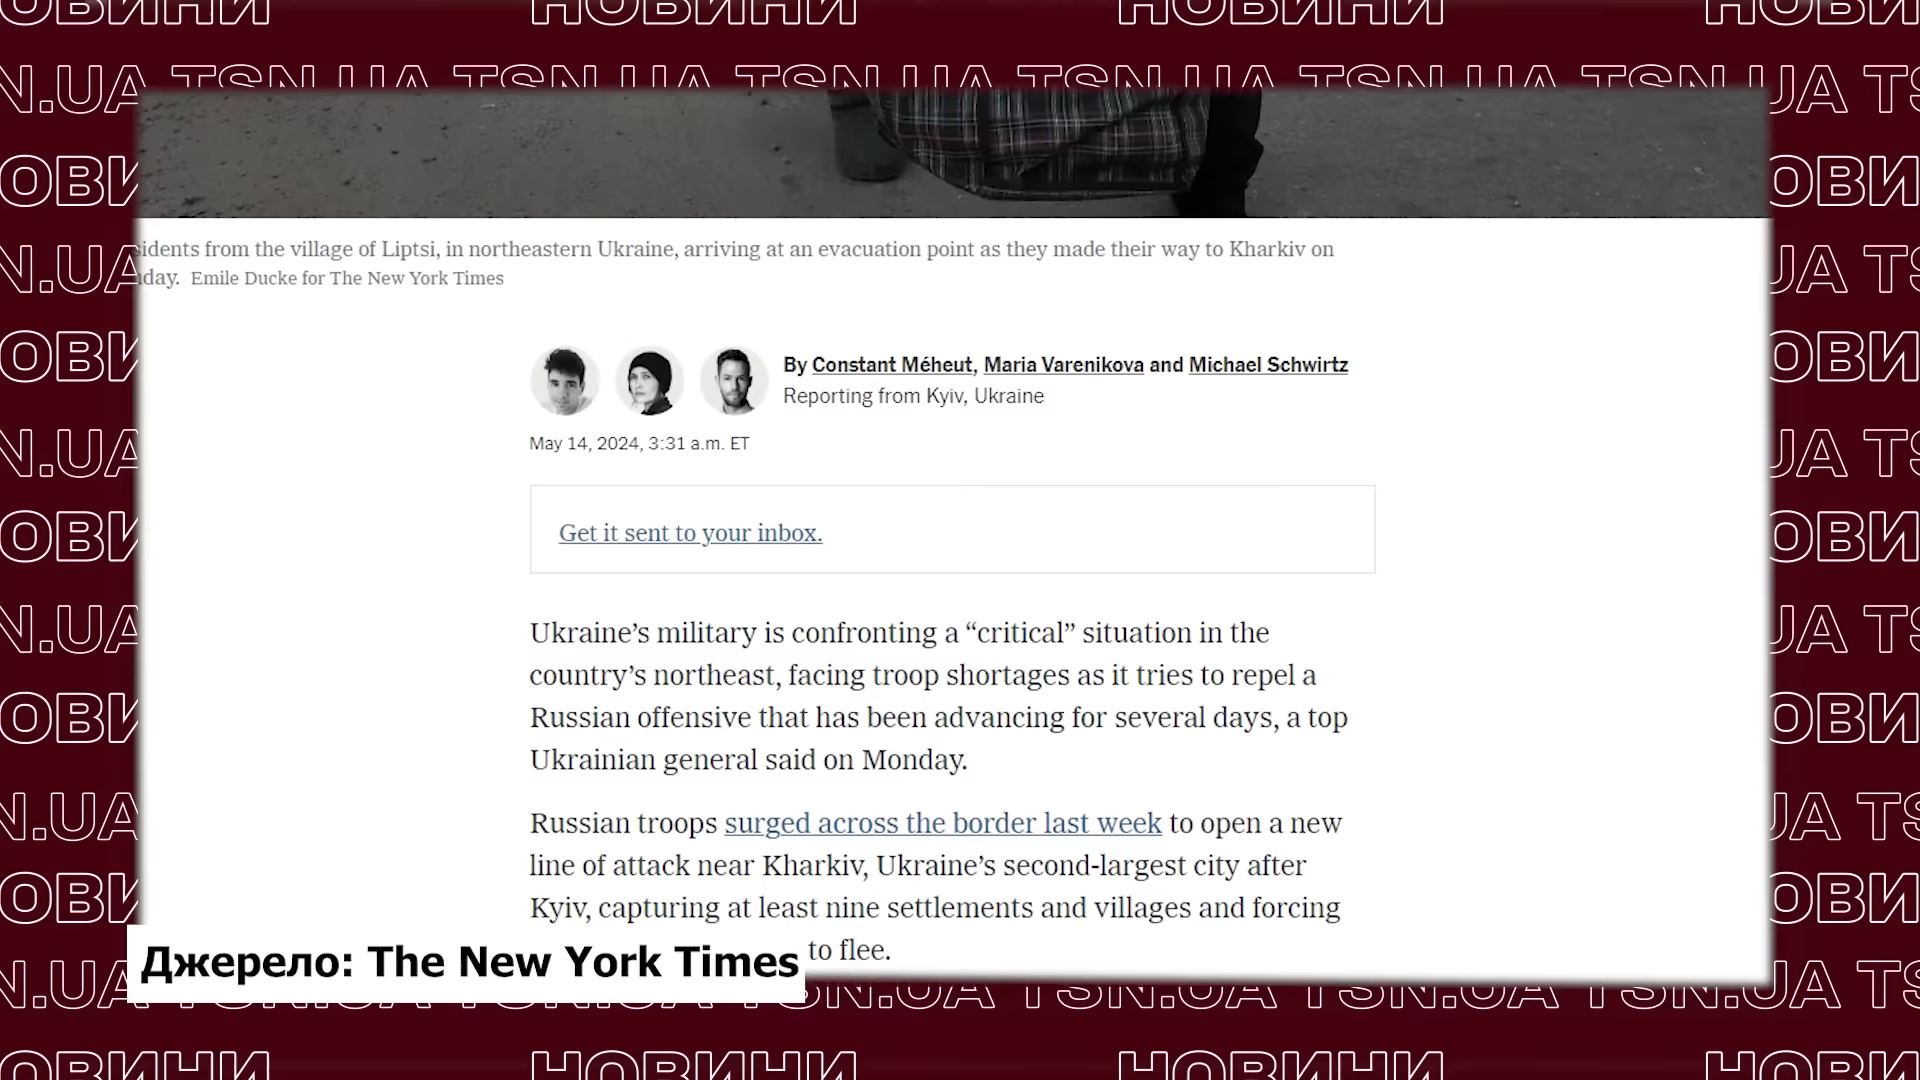 НОВИНИ НОВИНИ НОВИНИ
TSN.UA TSN.UA TSN.UA TSN.UA TSN.UA
from the village of Liptsi, in northeastern Ukraine, arriving at an evacuation point as they made their way to Kharkiv on
Emile Ducke for The New York Times
By Constant Méheut, Maria Varenikova and Michael Schwirtz
Reporting from Kyiv, Ukraine
May 14, 2024, 3:31 a.m. ET
Get it sent to your inbox.
Ukraine’s military is confronting a “critical” situation in the
country’s northeast, facing troop shortages as it tries to repel a
Russian offensive that has been advancing for several days, a top
Ukrainian general said on Monday.
Russian troops surged across the border last week to open a new
line of attack near Kharkiv, Ukraine’s second-largest city after
Kyiv, capturing at least nine settlements and villages and forcing
to flee.
Джерело: The New York Times
TSN.UA TSN.UA TSN.UA TSN.UA TSN.UA
НОВИНИ НОВИНИ НОВИНИ